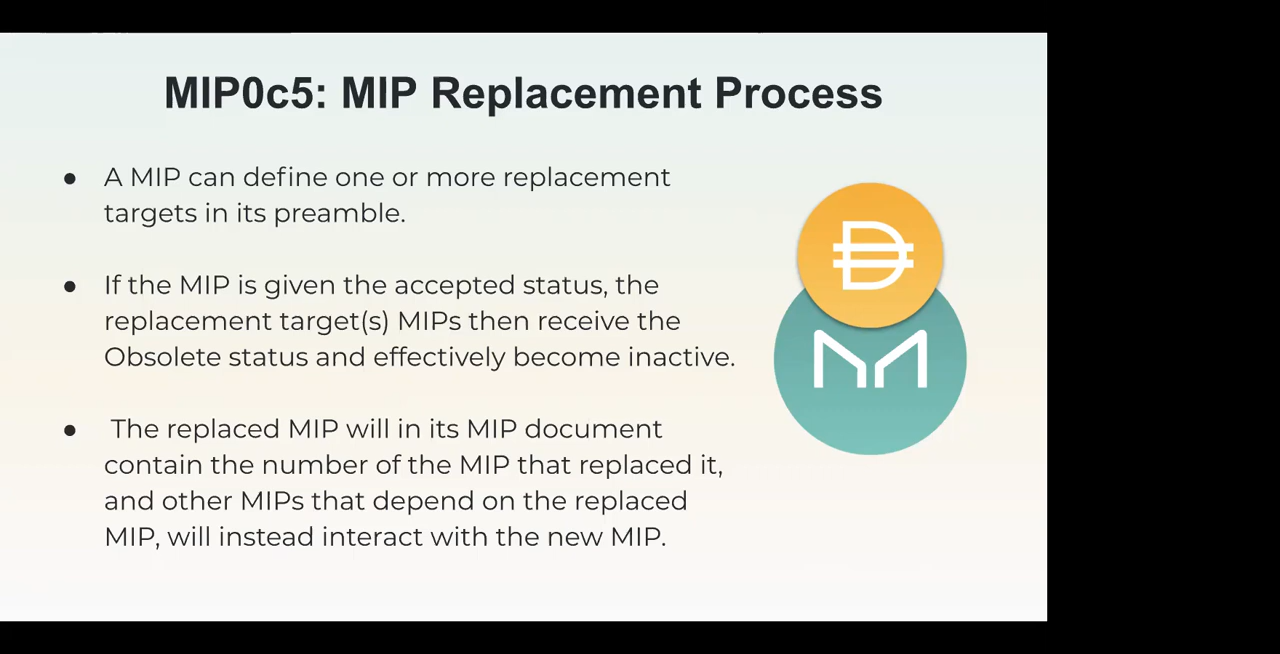 MIP0c5: MIP Replacement Process
● A MIP can define one or more replacement
targets in its preamble.
● If the MIP is given the accepted status, the
replacement target(s) MIPs then receive the
Obsolete status and effectively become inactive.
● The replaced MIP will in its MIP document
contain the number of the MIP that replaced it,
and other MIPs that depend on the replaced
MIP, will instead interact with the new MIP.